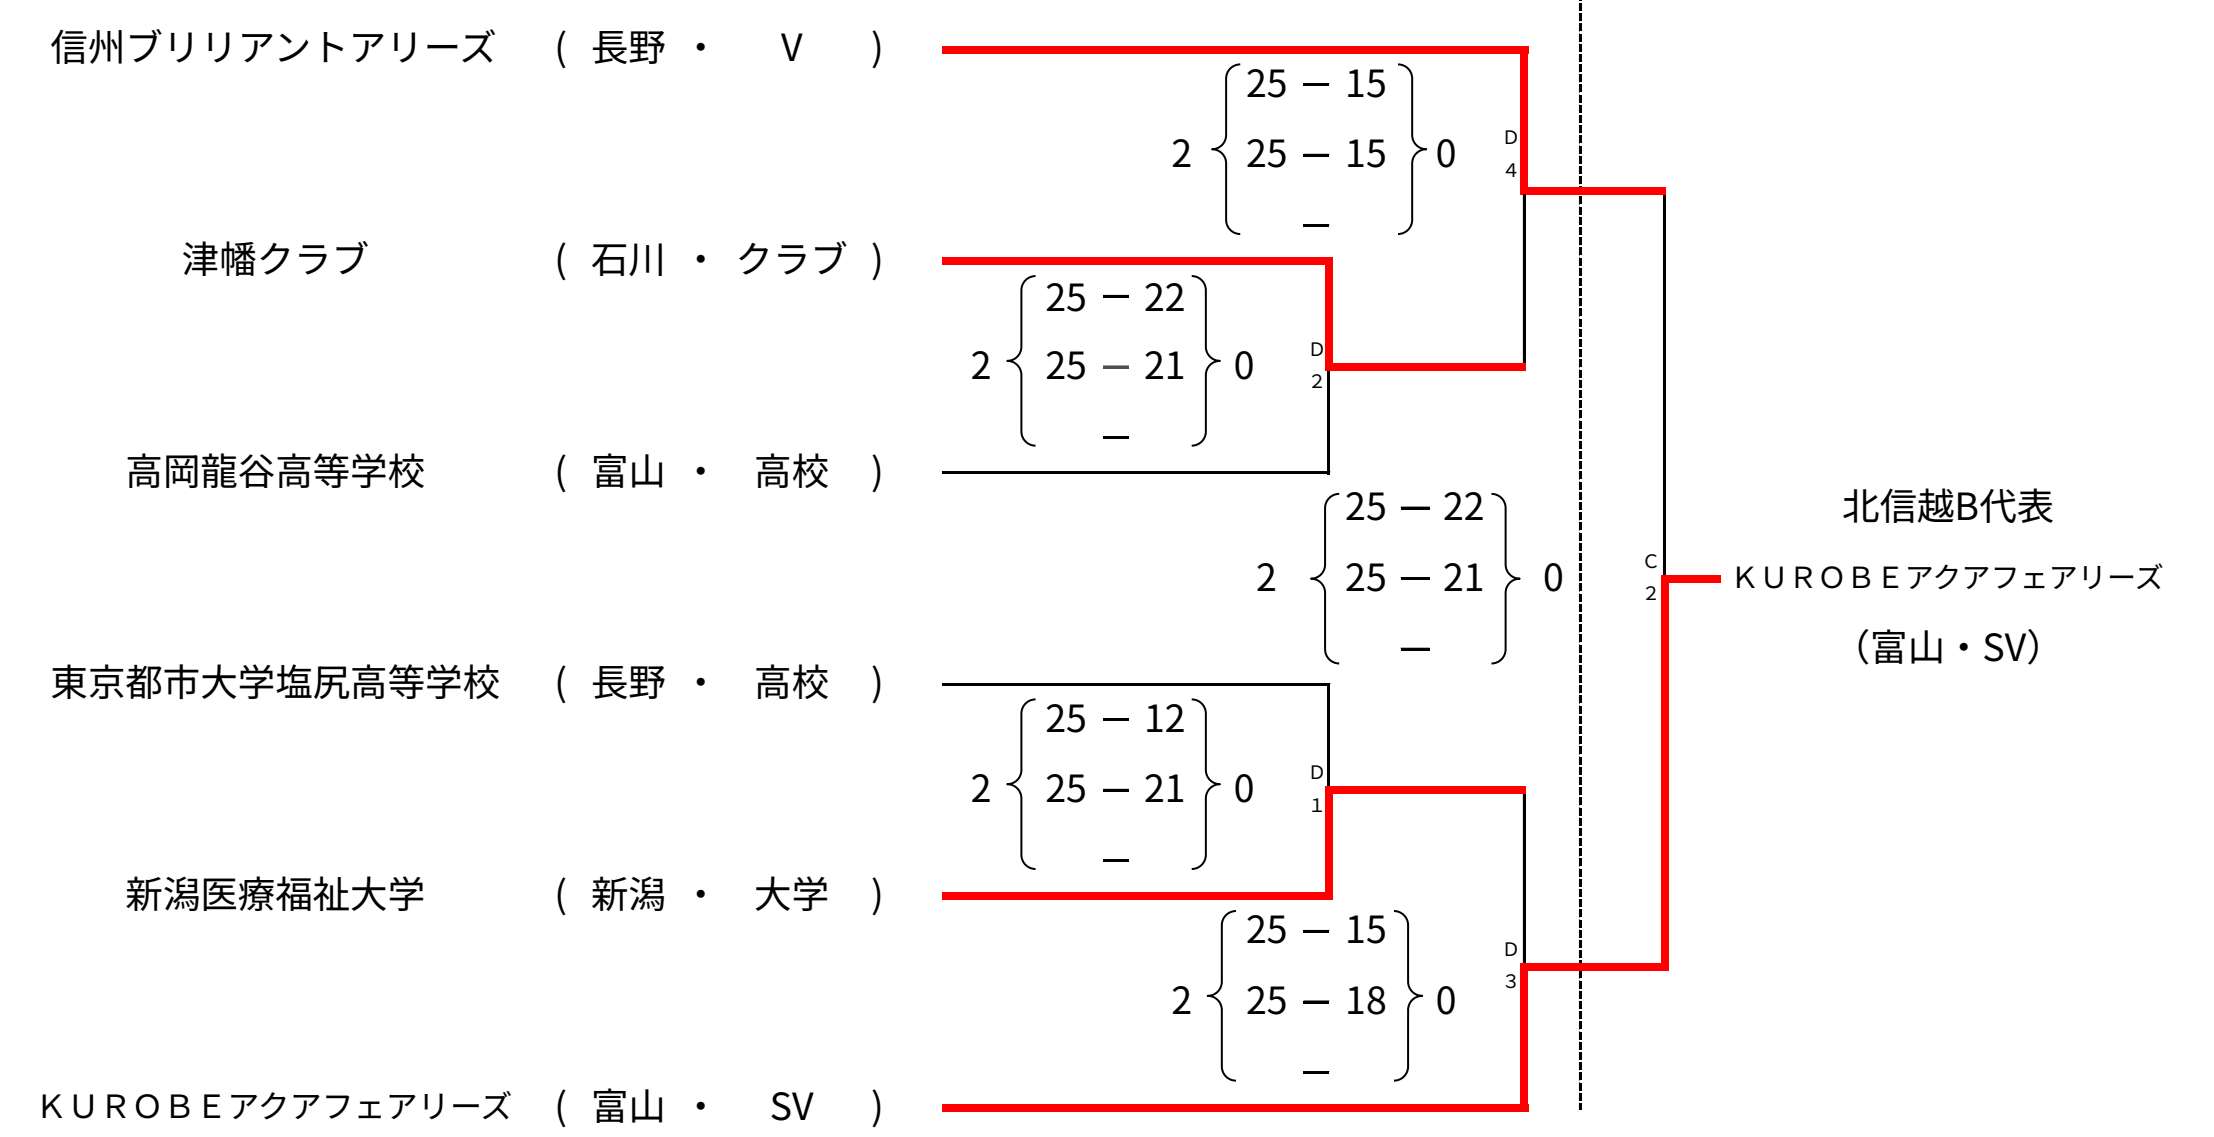 信州ブリリアントアリーズ ( 長野 ・ V )
25 － 15
2 25 － 15 0
－
D
4
津幡クラブ ( 石川 ・ クラブ )
25 － 22
2 25 － 21 0
－
D
2
高岡龍谷高等学校 ( 富山 ・ 高校 )
25 － 22
2 25 － 21 0
－
C
2
北信越B代表
ＫＵＲＯＢＥアクアフェアリーズ
（富山・SV）
東京都市大学塩尻高等学校 ( 長野 ・ 高校 )
25 － 12
2 25 － 21 0
－
D
1
新潟医療福祉大学 ( 新潟 ・ 大学 )
25 － 15
2 25 － 18 0
－
D
3
ＫＵＲＯＢＥアクアフェアリーズ ( 富山 ・ SV )